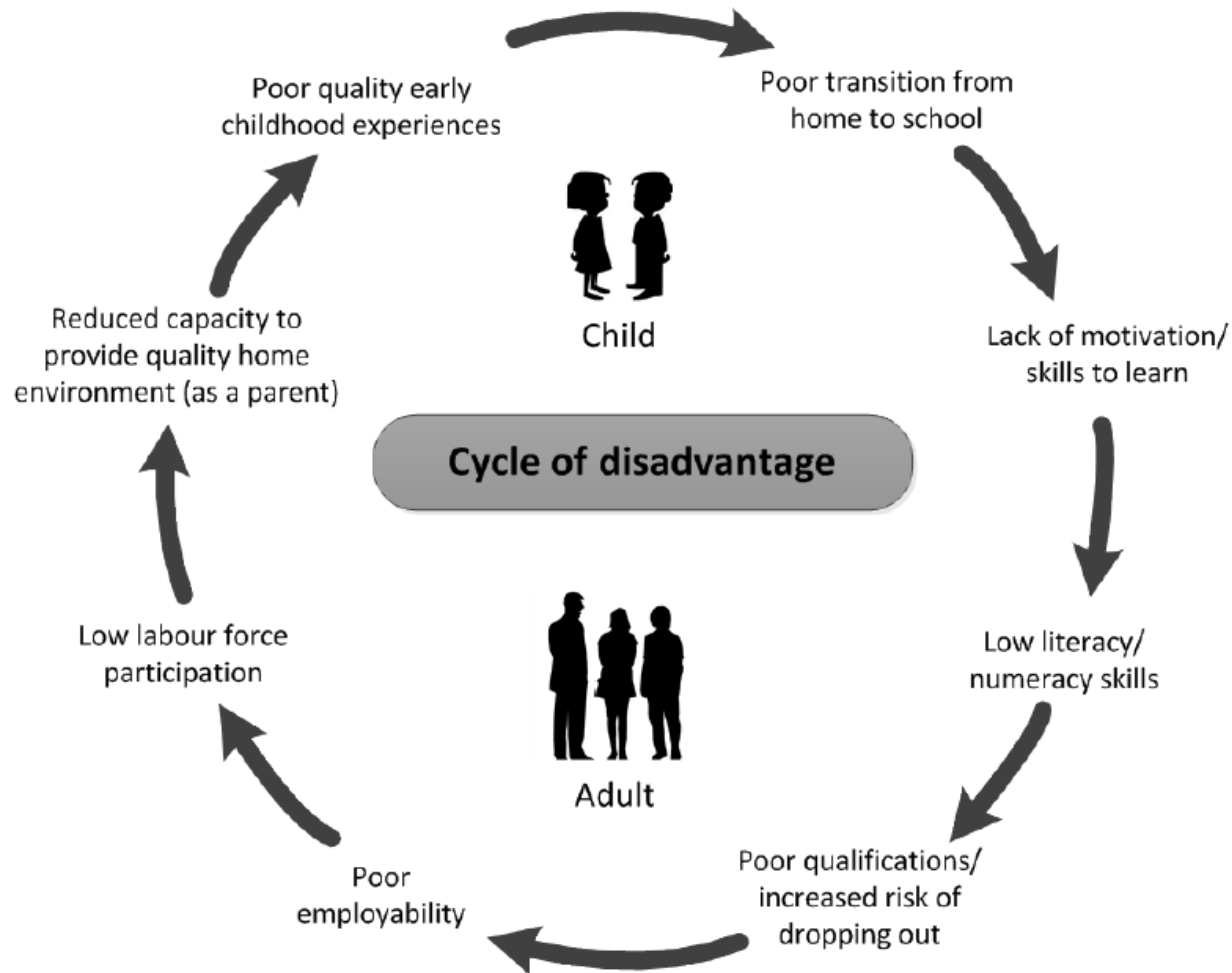 Poor quality early
childhood experiences
Poor transition from
home to school
Lack of motivation/
skills to learn
Low literacy/
numeracy skills
Poor qualifications/
increased risk of
dropping out
Poor
employability
Low labour force
participation
Reduced capacity to
provide quality home
environment (as a parent)
Child
Cycle of disadvantage
Adult